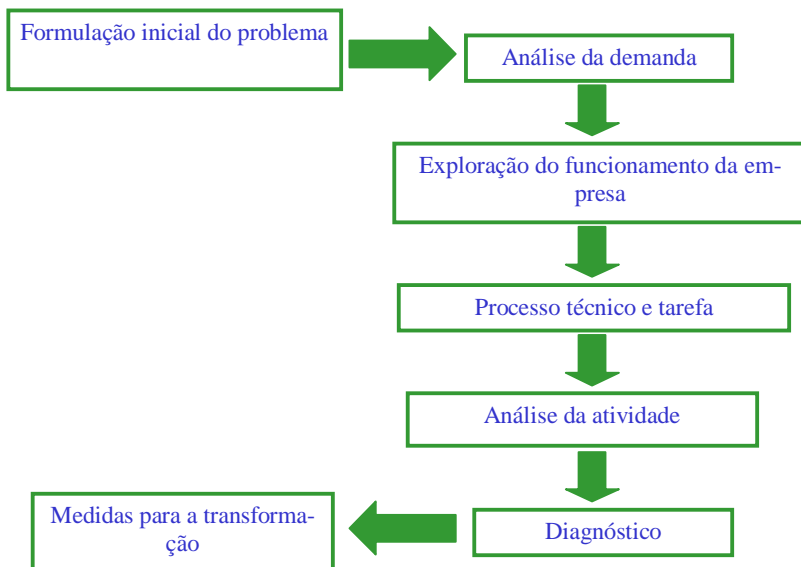 Formulação inicial do problema
Análise da demanda
Exploração do funcionamento da em-
presa
Processo técnico e tarefa
Análise da atividade
Diagnóstico
Medidas para a transforma-
ção